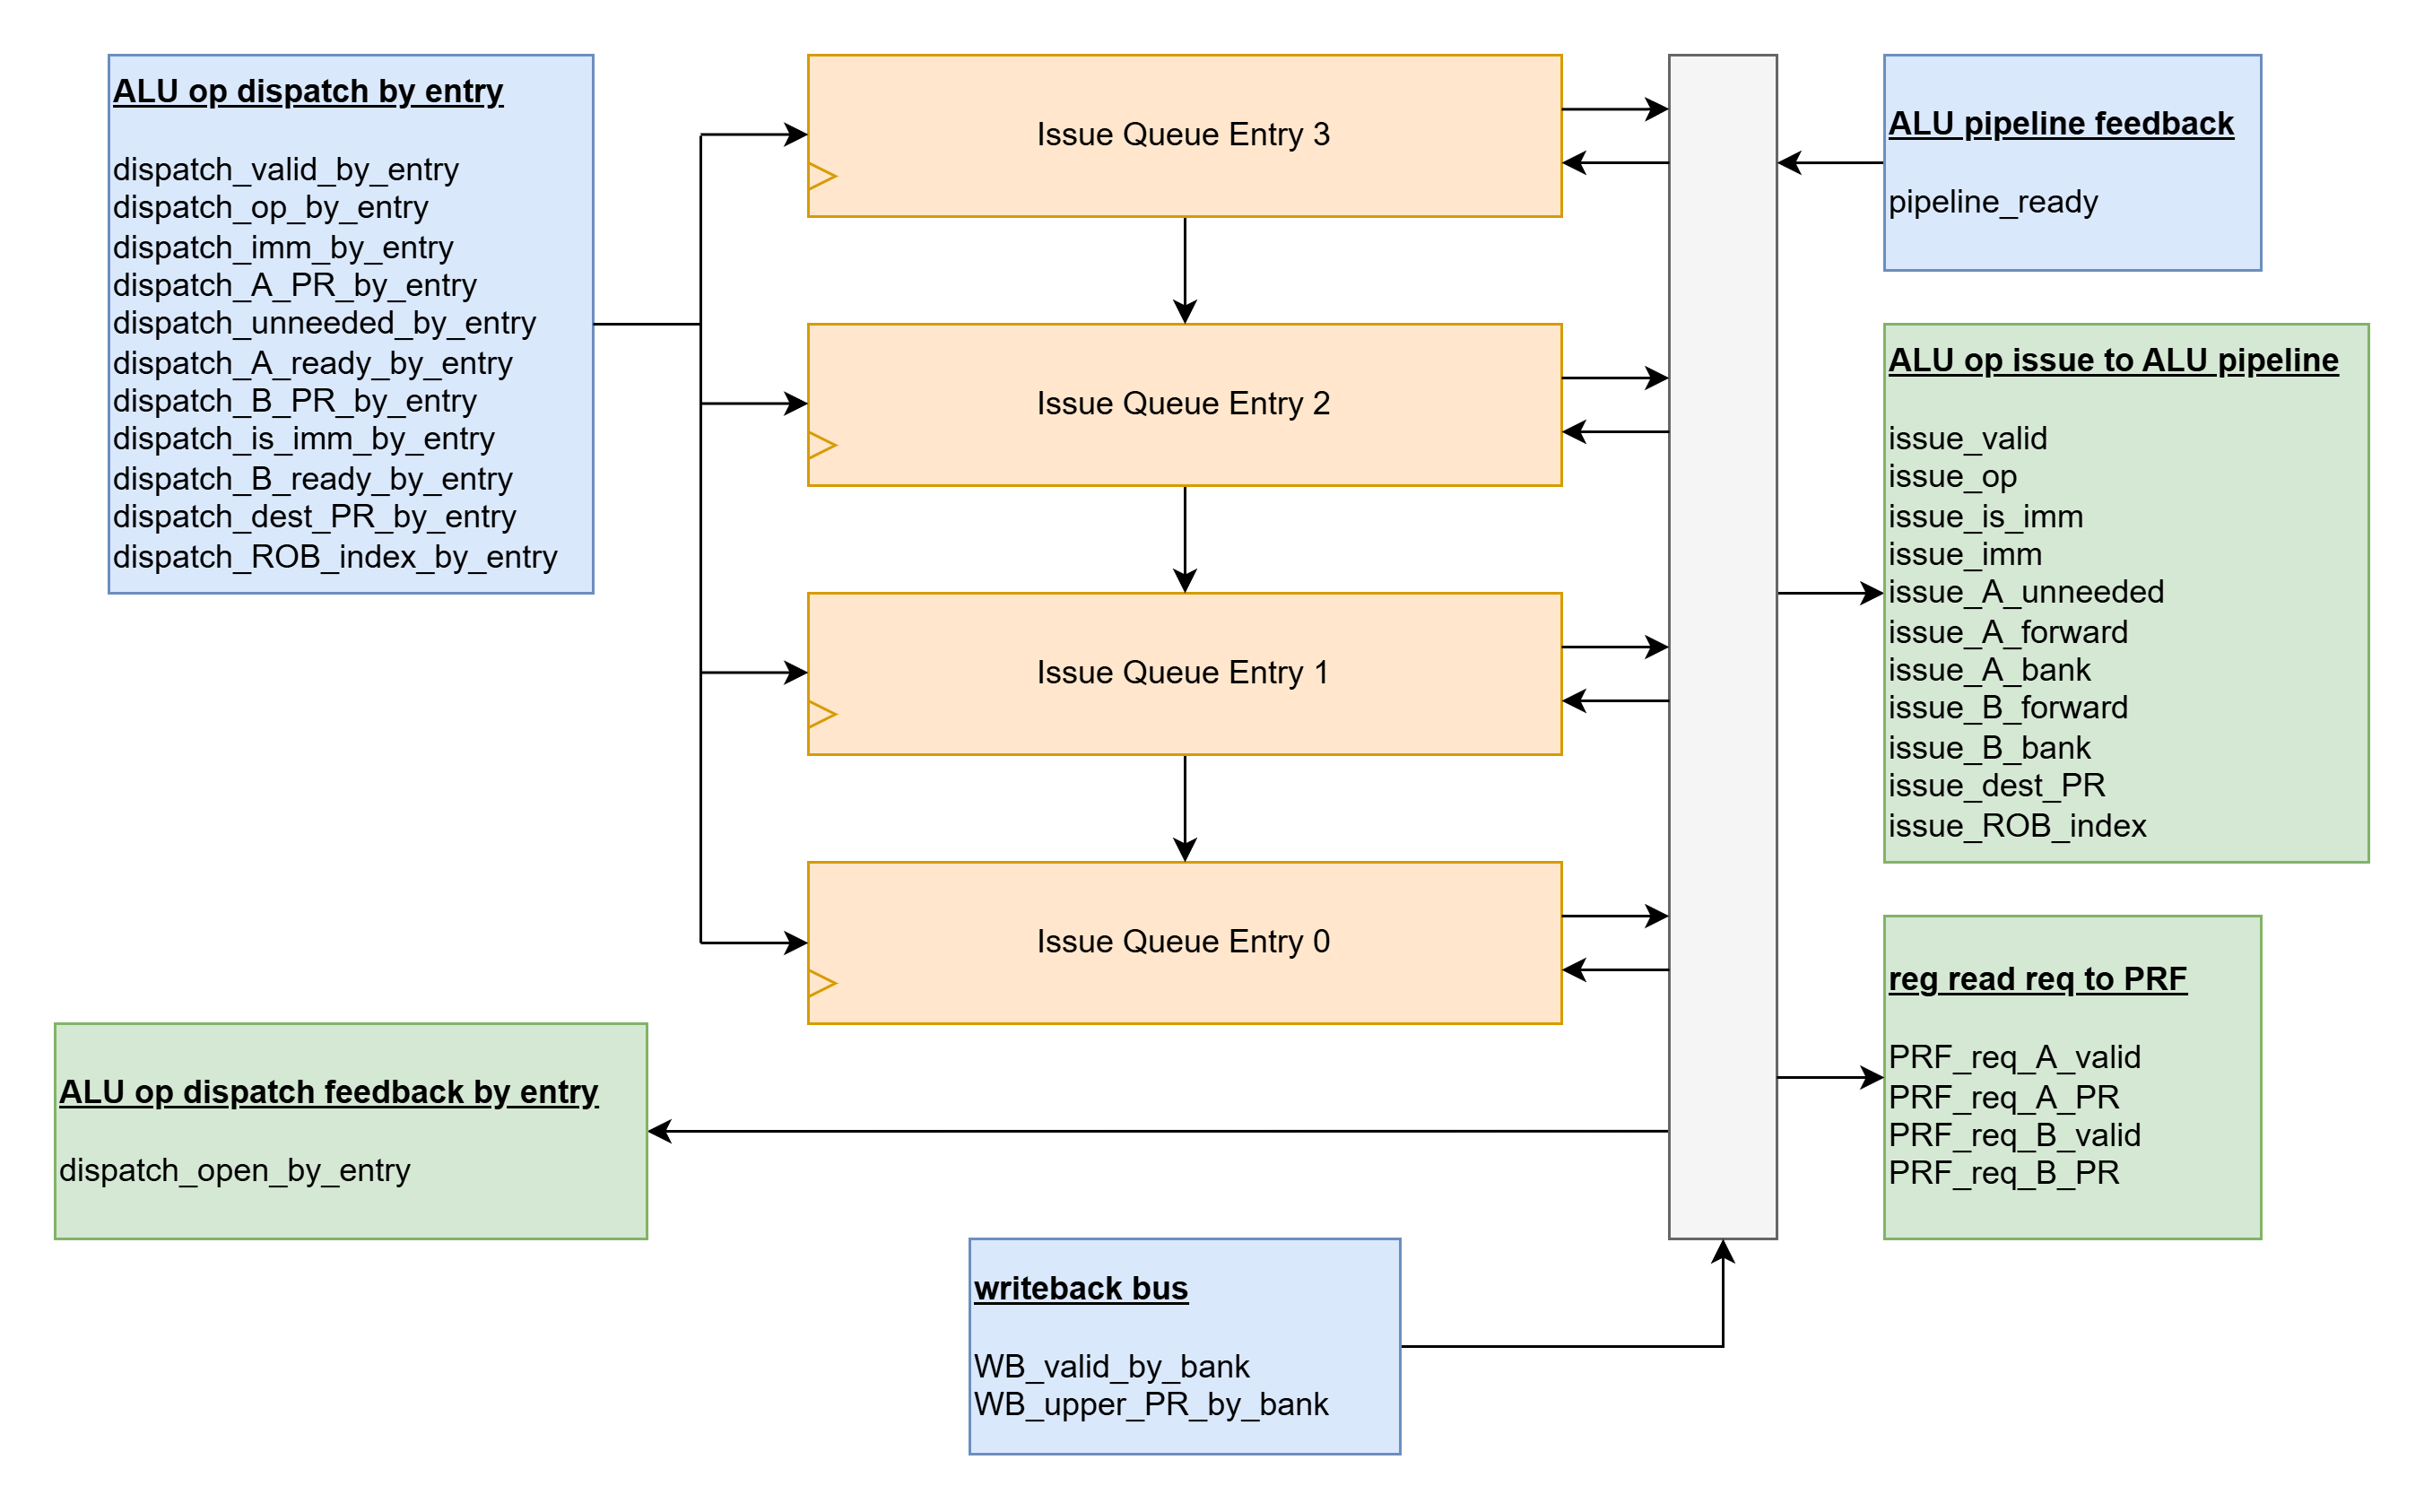 ALU op dispatch by entry
dispatch_valid_by_entry
dispatch_op_by_entry
dispatch_imm_by_entry
dispatch_A_PR_by_entry
dispatch_unneeded_by_entry
dispatch_A_ready_by_entry
dispatch_B_PR_by_entry
dispatch_is_imm_by_entry
dispatch_B_ready_by_entry
dispatch_dest_PR_by_entry
dispatch_ROB_index_by_entry
Issue Queue Entry 3
Issue Queue Entry 2
Issue Queue Entry 1
Issue Queue Entry 0
ALU pipeline feedback
pipeline_ready
ALU op issue to ALU pipeline
issue_valid
issue_op
issue_is_imm
issue_imm
issue_A_unneeded
issue_A_forward
issue_A_bank
issue_B_forward
issue_B_bank
issue_dest_PR
issue_ROB_index
reg read req to PRF
PRF_req_A_valid
PRF_req_A_PR
PRF_req_B_valid
PRF_req_B_PR
ALU op dispatch feedback by entry
dispatch_open_by_entry
writeback bus
WB_valid_by_bank
WB_upper_PR_by_bank